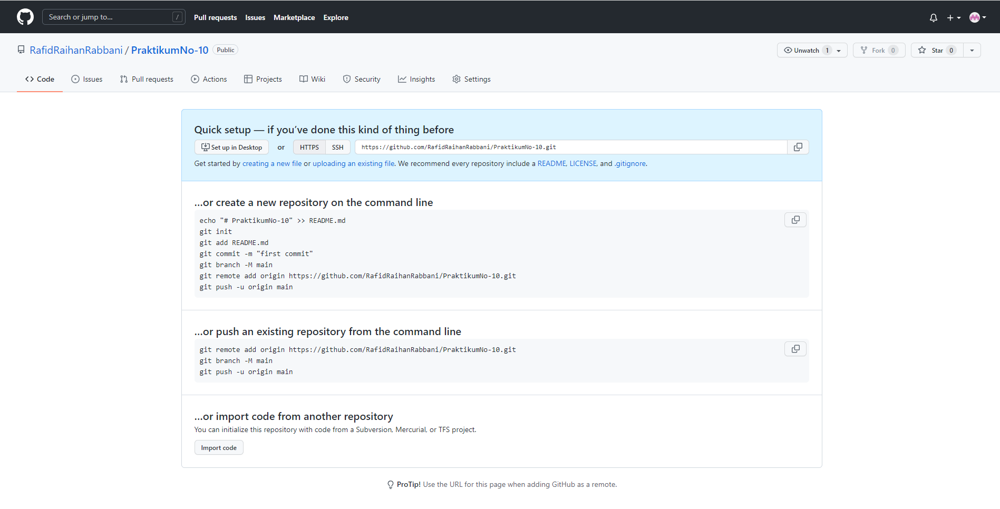 Search or jump to... /
Pull requests Issues Marketplace Explore
RafidRaihanRabbani / PraktikumNo-10 Public
Unwatch 1 Fork 0 Star 0
Code Issues Pull requests Actions Projects Wiki Security Insights Settings
Quick setup — if you’ve done this kind of thing before
Set up in Desktop or HTTPS SSH https://github.com/RafidRaihanRabbani/PraktikumNo-10.git
Get started by creating a new file or uploading an existing file. We recommend every repository include a README, LICENSE, and .gitignore.
…or create a new repository on the command line
echo "# PraktikumNo-10" >> README.md
git init
git add README.md
git commit -m "first commit"
git branch -M main
git remote add origin https://github.com/RafidRaihanRabbani/PraktikumNo-10.git
git push -u origin main
…or push an existing repository from the command line
git remote add origin https://github.com/RafidRaihanRabbani/PraktikumNo-10.git
git branch -M main
git push -u origin main
…or import code from another repository
You can initialize this repository with code from a Subversion, Mercurial, or TFS project.
Import code
ProTip! Use the URL for this page when adding GitHub as a remote.